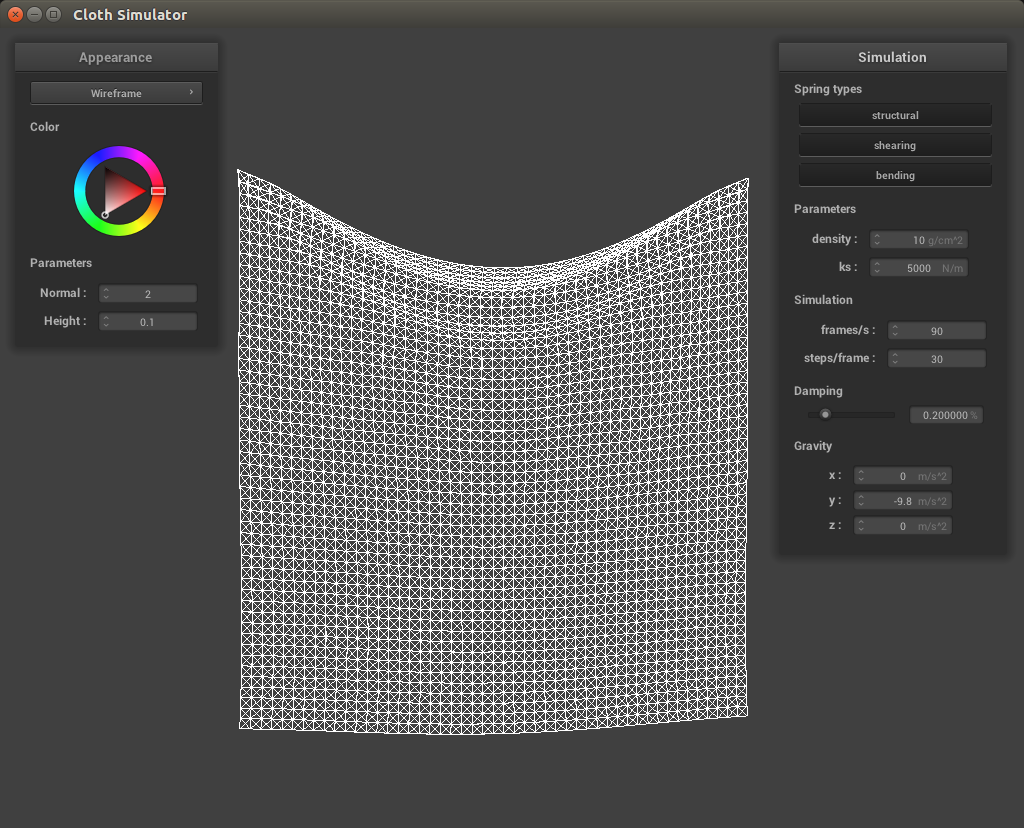 Cloth Simulator
Appearance
Wireframe ›
Color
Parameters
Normal : 2
Height : 0.1
Simulation
Spring types
structural
shearing
bending
Parameters
density : 10 g/cm^2
ks : 5000 N/m
Simulation
frames/s : 90
steps/frame : 30
Damping
0.200000 %
Gravity
x : 0 m/s^2
y : -9.8 m/s^2
z : 0 m/s^2